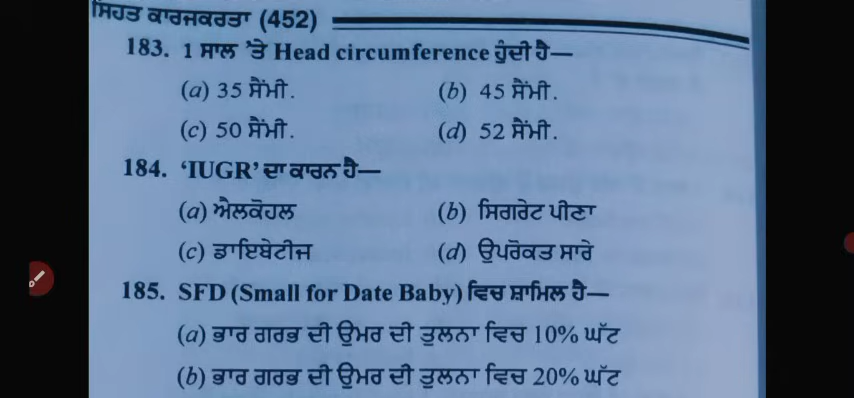 ਸਿਹਤ ਕਾਰਜਕਰਤਾ (452)
183. 1 ਸਾਲ 'ਤੇ Head circumference ਹੁੰਦੀ ਹੈ—
(a) 35 ਸੈਂਮੀ. (b) 45 ਸੈਂਮੀ.
(c) 50 ਸੈਂਮੀ. (d) 52 ਸੈਂਮੀ.
184. 'IUGR' ਦਾ ਕਾਰਨ ਹੈ—
(a) ਐਲਕੋਹਲ (b) ਸਿਗਰੇਟ ਪੀਣਾ
(c) ਡਾਇਬੇਟੀਜ (d) ਉਪਰੋਕਤ ਸਾਰੇ
185. SFD (Small for Date Baby) ਵਿਚ ਸ਼ਾਮਿਲ ਹੈ—
(a) ਭਾਰ ਗਰਭ ਦੀ ਉਮਰ ਦੀ ਤੁਲਨਾ ਵਿਚ 10% ਘੱਟ
(b) ਭਾਰ ਗਰਭ ਦੀ ਉਮਰ ਦੀ ਤੁਲਨਾ ਵਿਚ 20% ਘੱਟ